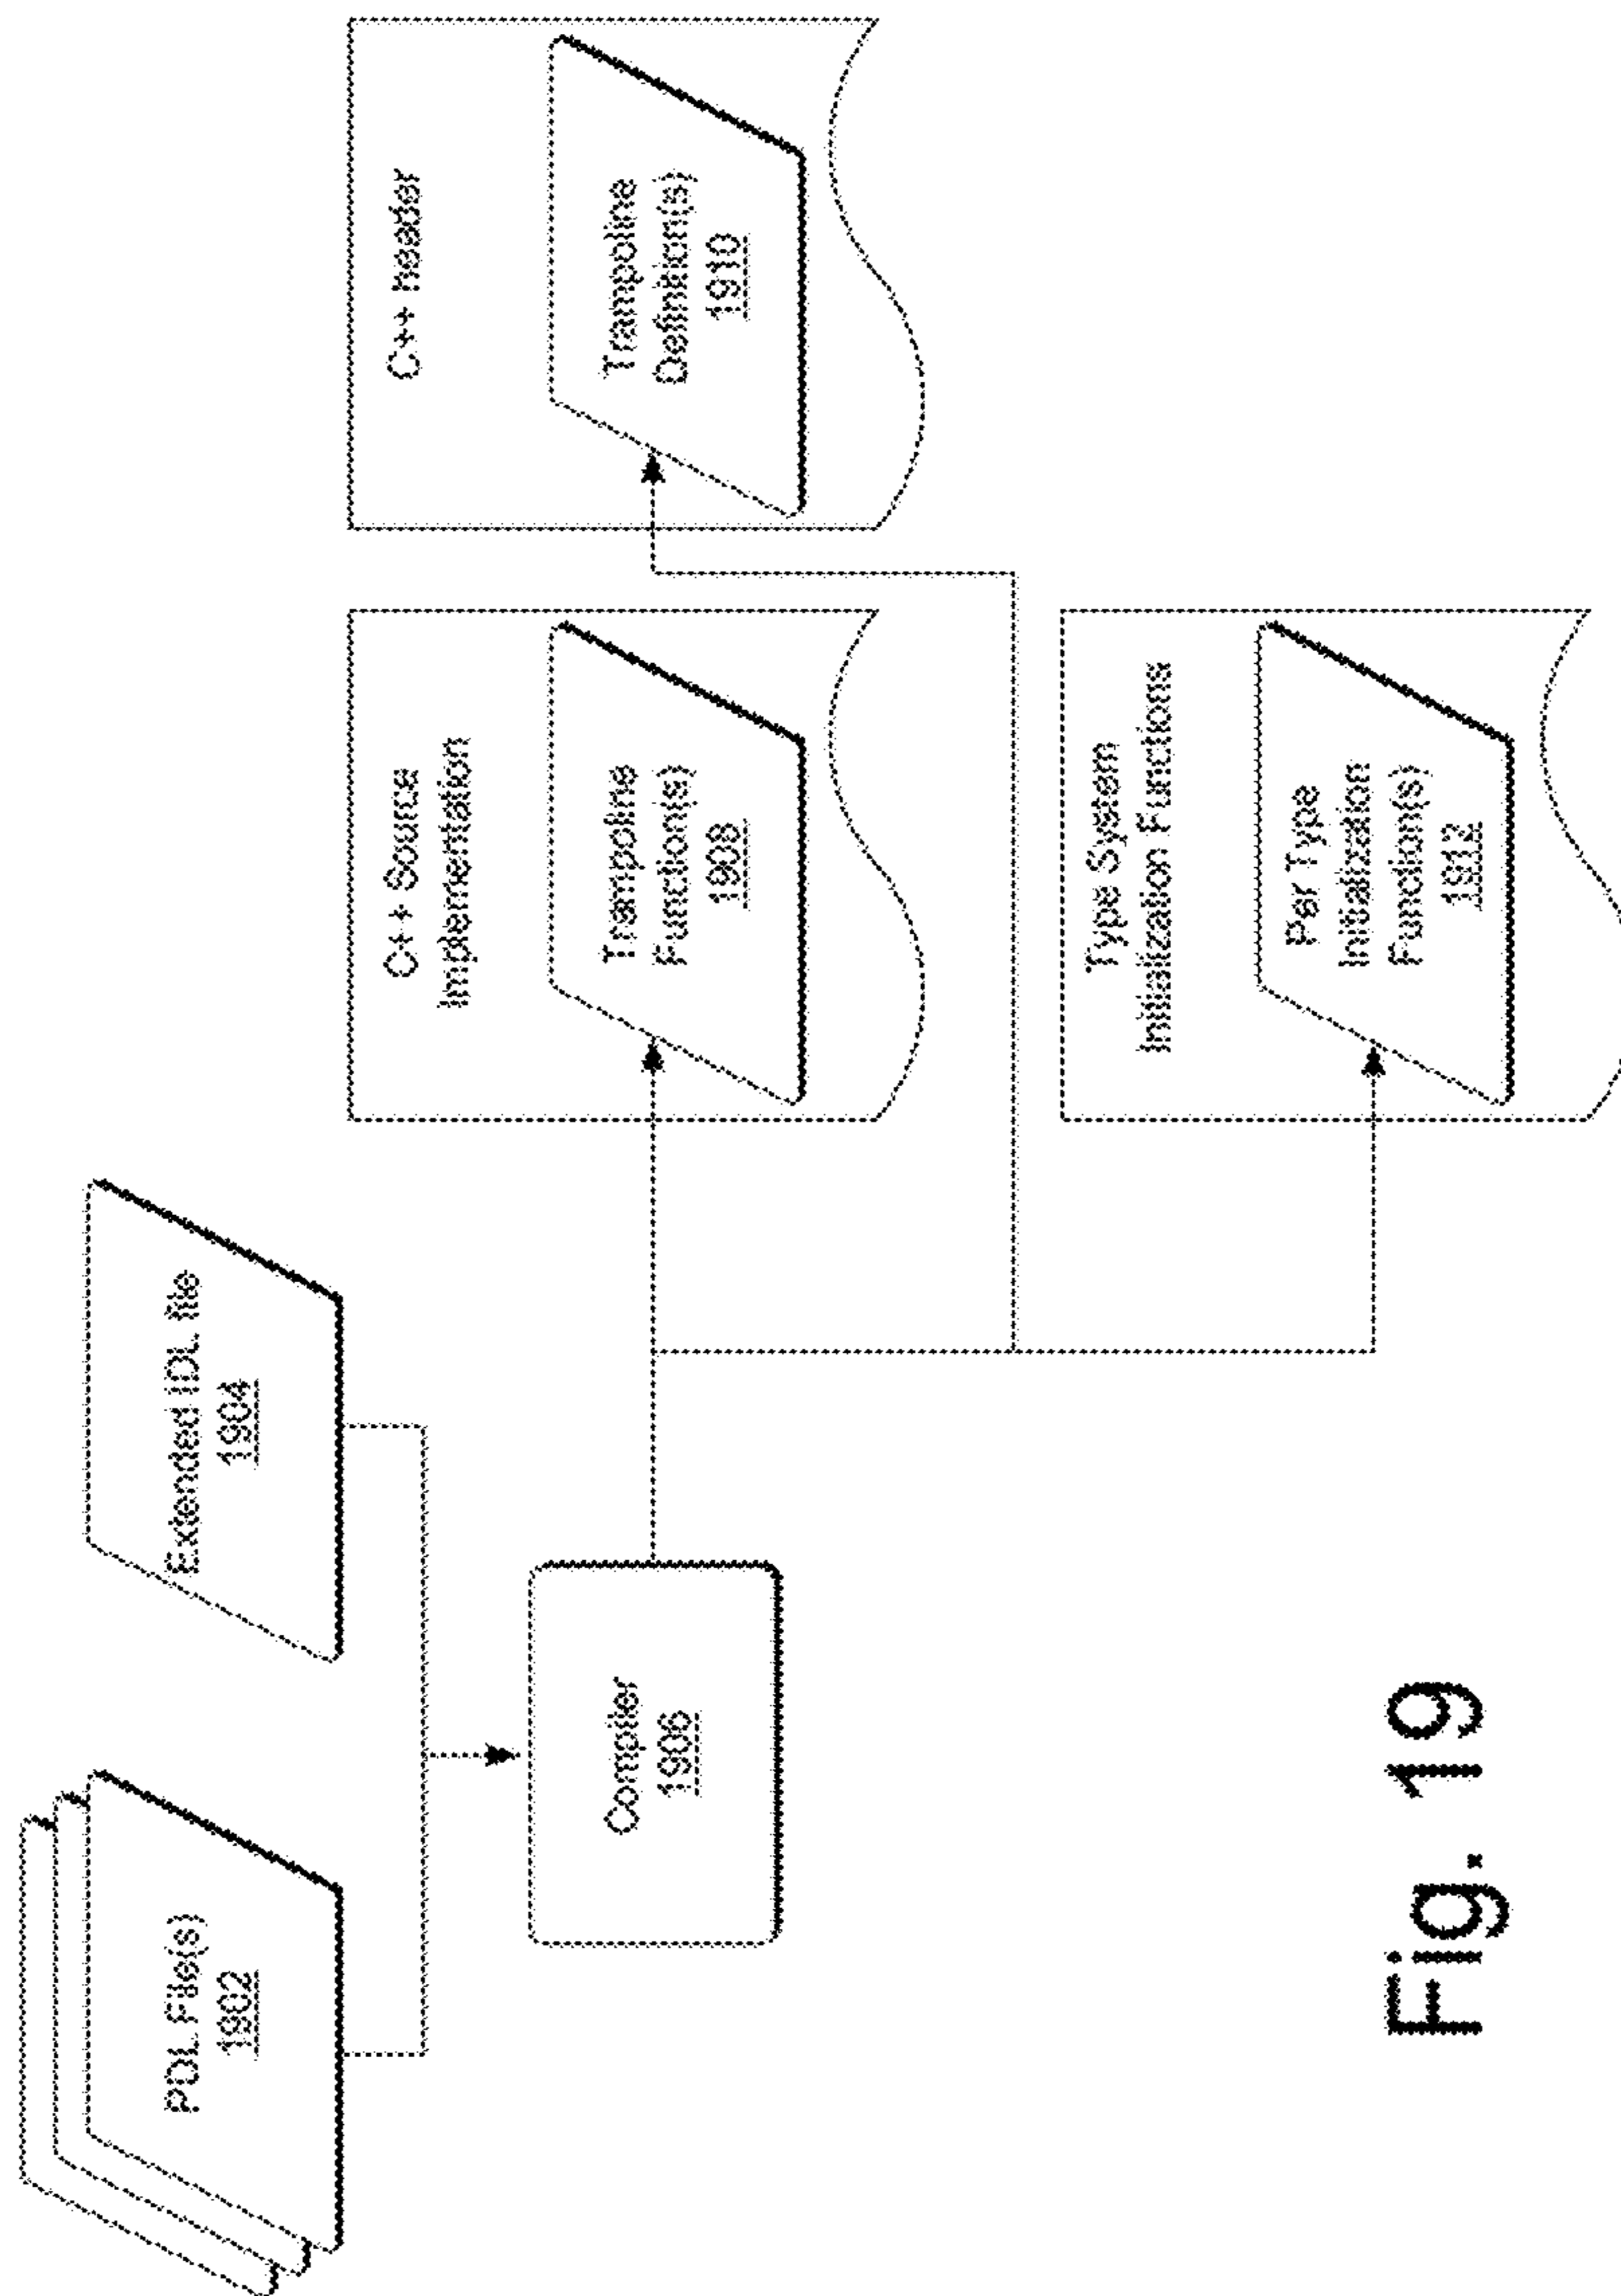 PDL File(s)
1902
Extended IDL file
1904
Compiler
1906
C++ Source
Implementation
Trampoline
Function(s)
1908
C++ header
Trampoline
Definition(s)
1910
Type System
Initialization Functions
Per Type
Initialization
Function(s)
1912
Fig. 19